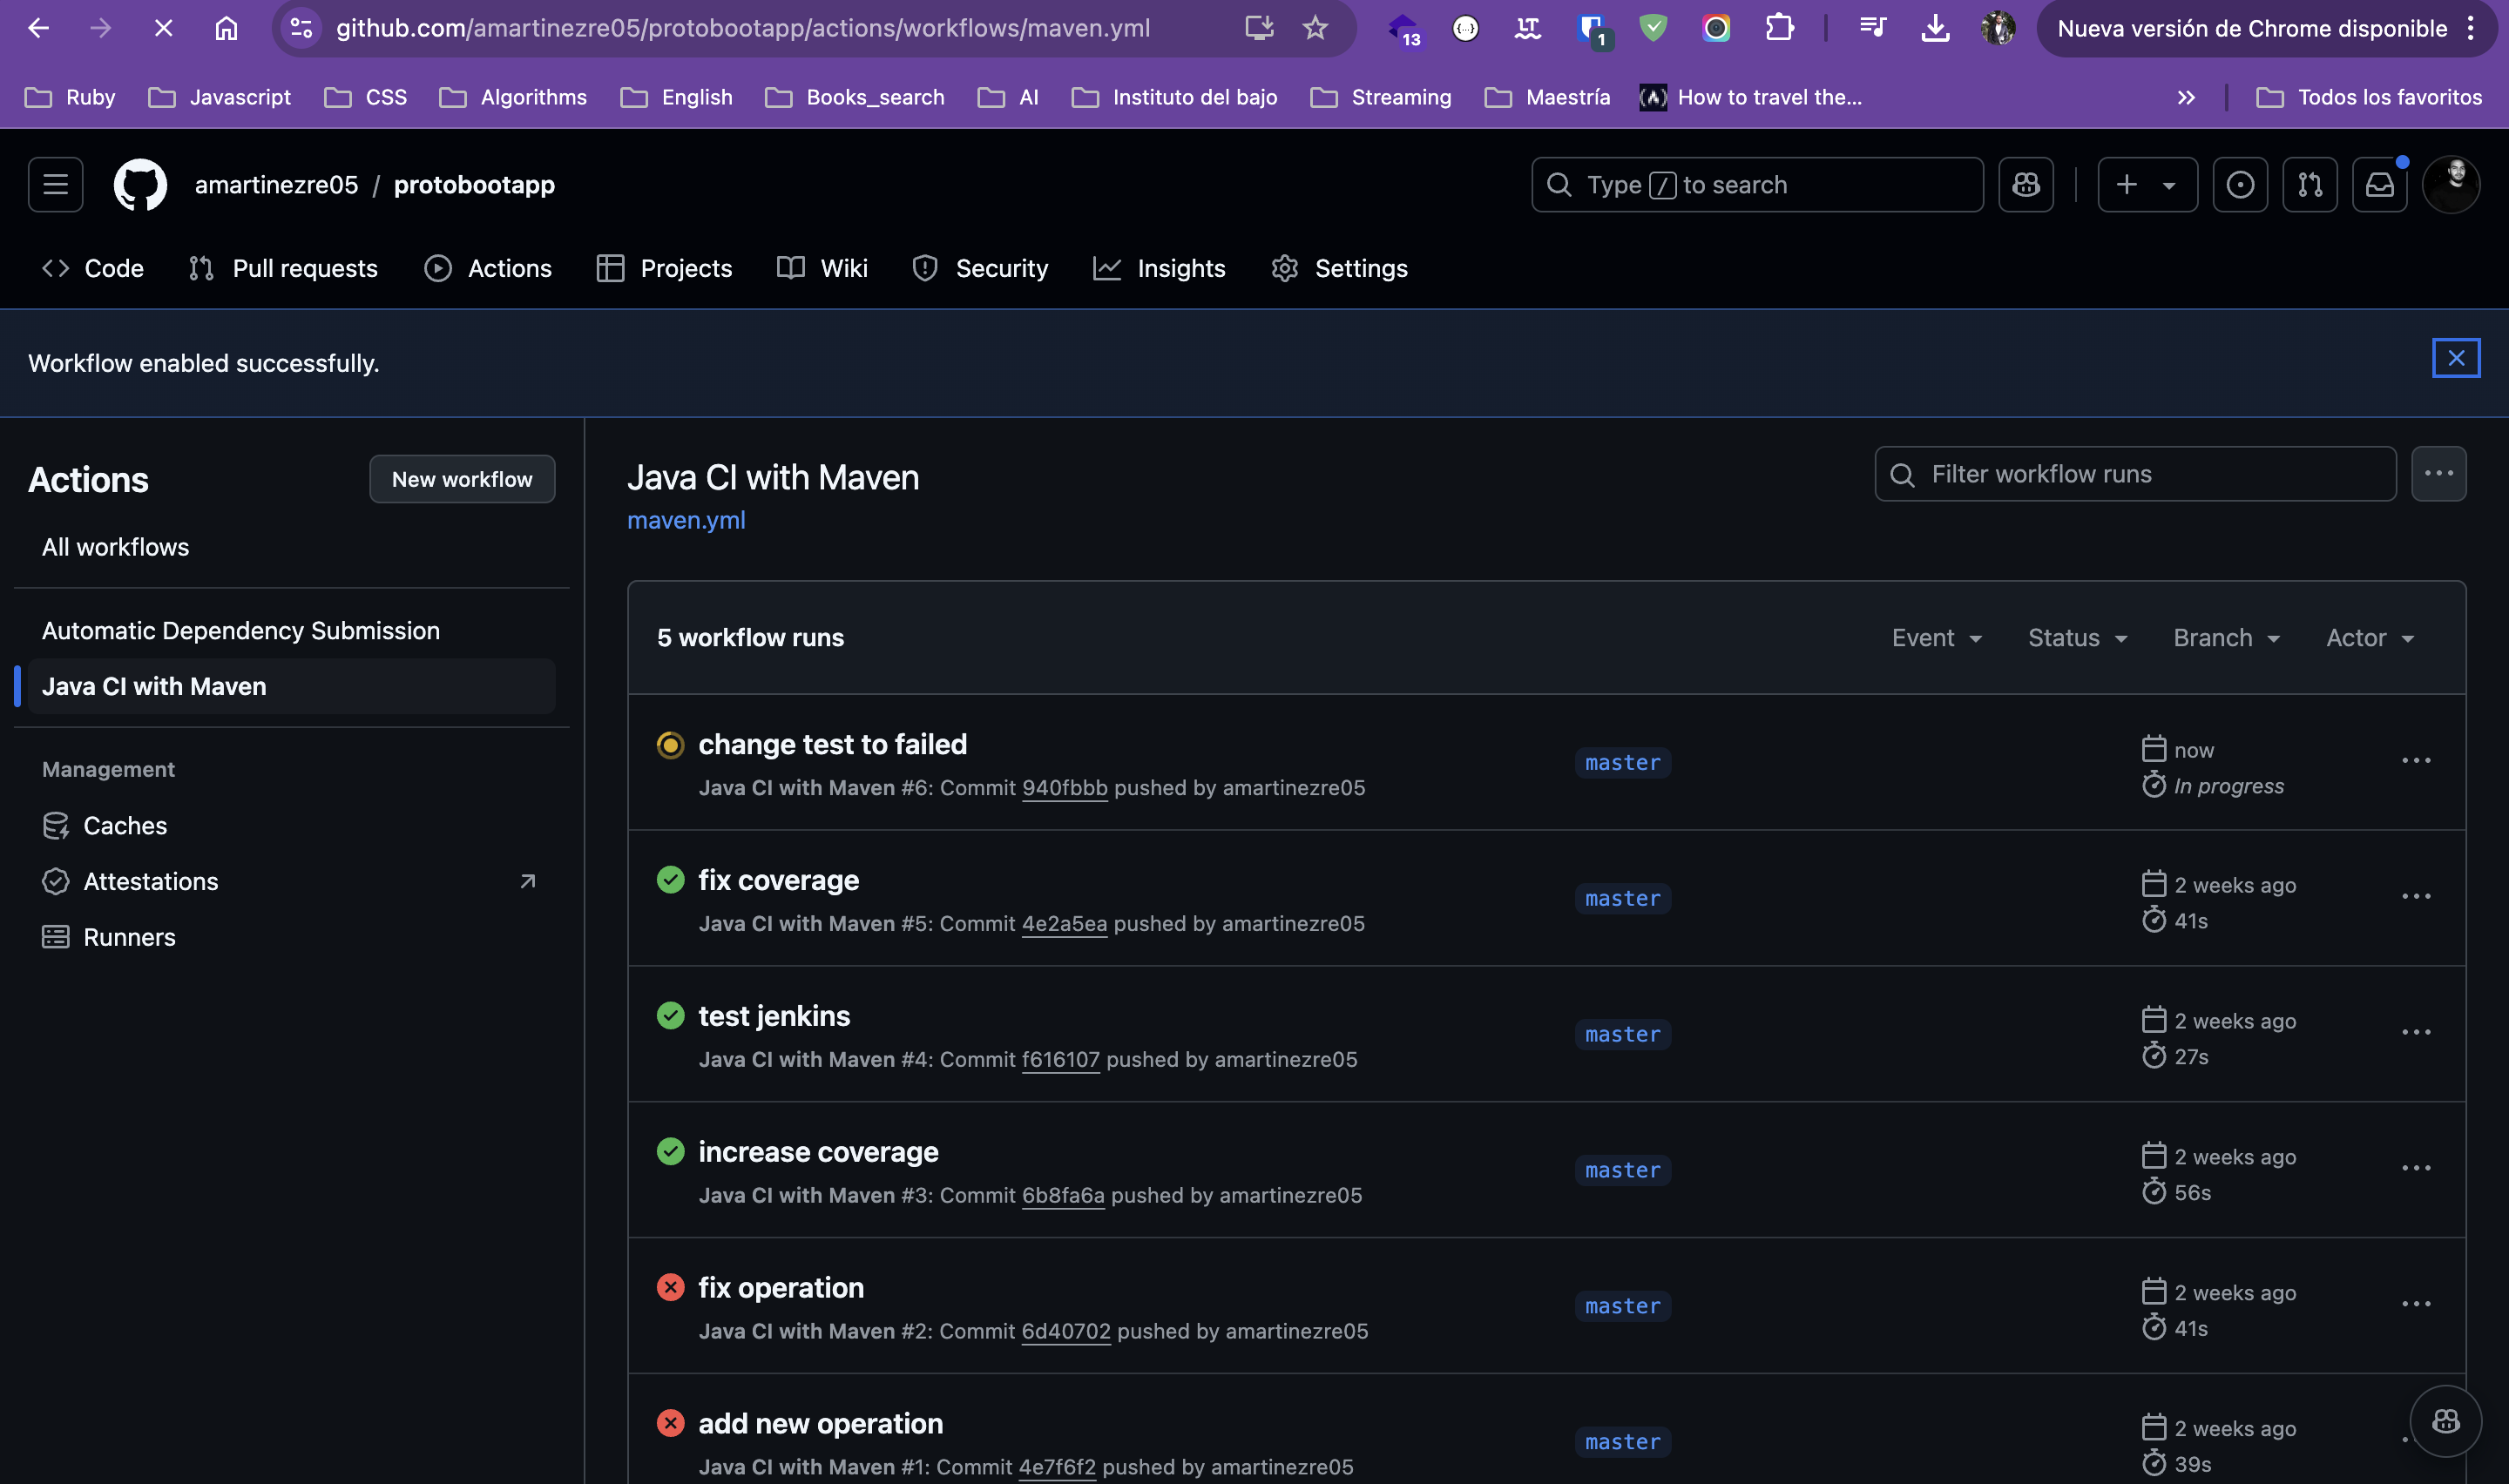 github.com/amartinezre05/protobootapp/actions/workflows/maven.yml
13
1
Nueva versión de Chrome disponible
Ruby
Javascript
CSS
Algorithms
English
Books_search
AI
Instituto del bajo
Streaming
Maestría
How to travel the...
Todos los favoritos
amartinezre05 / protobootapp
Type / to search
Code
Pull requests
Actions
Projects
Wiki
Security
Insights
Settings
Workflow enabled successfully.
Actions
New workflow
All workflows
Automatic Dependency Submission
Java CI with Maven
Management
Caches
Attestations
Runners
Java CI with Maven
maven.yml
Filter workflow runs
5 workflow runs
Event
Status
Branch
Actor
change test to failed
Java CI with Maven #6: Commit 940fbbb pushed by amartinezre05
master
now
In progress
fix coverage
Java CI with Maven #5: Commit 4e2a5ea pushed by amartinezre05
master
2 weeks ago
41s
test jenkins
Java CI with Maven #4: Commit f616107 pushed by amartinezre05
master
2 weeks ago
27s
increase coverage
Java CI with Maven #3: Commit 6b8fa6a pushed by amartinezre05
master
2 weeks ago
56s
fix operation
Java CI with Maven #2: Commit 6d40702 pushed by amartinezre05
master
2 weeks ago
41s
add new operation
Java CI with Maven #1: Commit 4e7f6f2 pushed by amartinezre05
master
2 weeks ago
39s